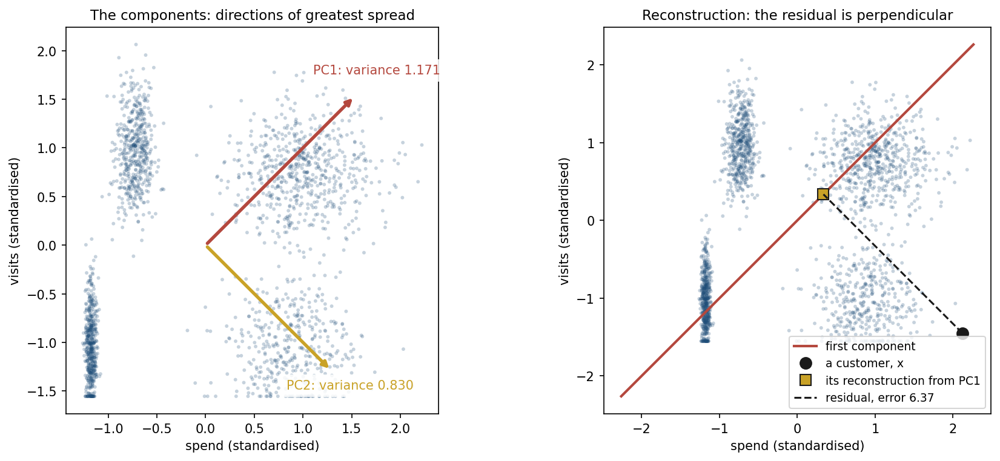 The components: directions of greatest spread
visits (standardised)
2.0
1.5
1.0
0.5
0.0
−0.5
−1.0
−1.5
PC1: variance 1.171
PC2: variance 0.830
−1.0 −0.5 0.0 0.5 1.0 1.5 2.0
spend (standardised)
Reconstruction: the residual is perpendicular
visits (standardised)
2
1
0
−1
−2
first component
a customer, x
its reconstruction from PC1
residual, error 6.37
−2 −1 0 1 2
spend (standardised)